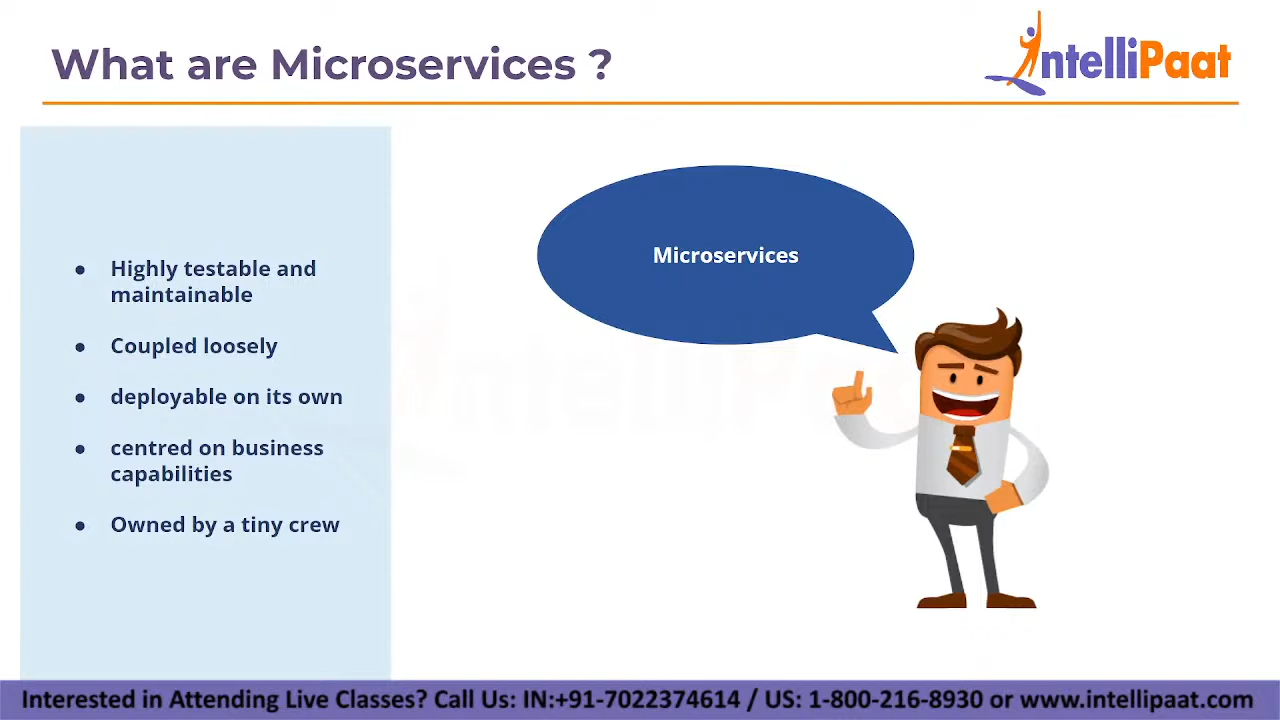 What are Microservices ?
IntelliPaat
● Highly testable and
maintainable
● Coupled loosely
● deployable on its own
● centred on business
capabilities
● Owned by a tiny crew
Microservices
IntelliPaat
Interested in Attending Live Classes? Call Us: IN:+91-7022374614 / US: 1-800-216-8930 or www.intellipaat.com